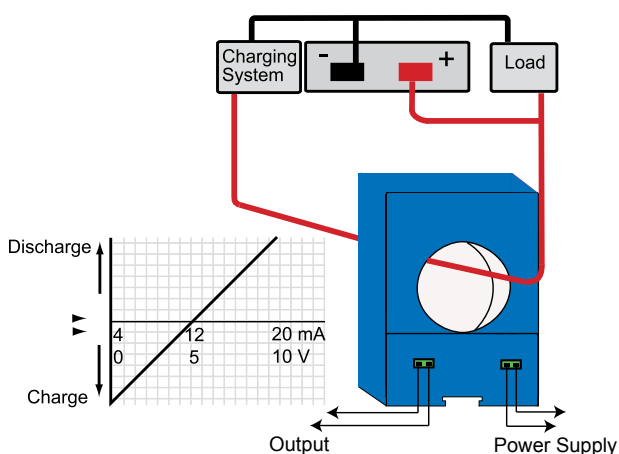 Charging
System
- +
Load
Discharge
4 12 20 mA
0 5 10 V
Charge
Output
Power Supply